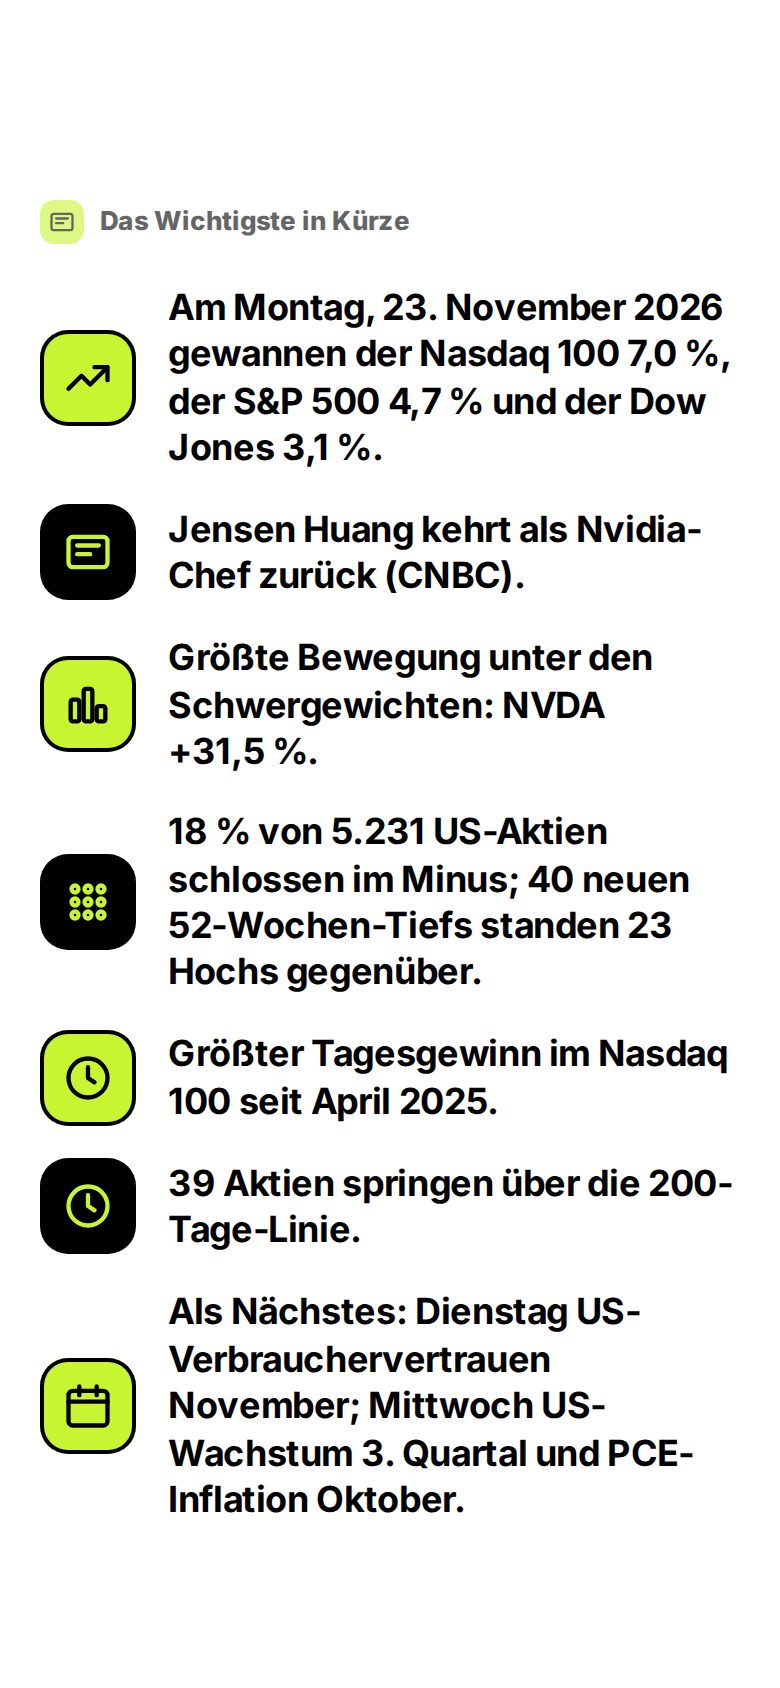 Das Wichtigste in Kürze
Am Montag, 23. November 2026
gewannen der Nasdaq 100 7,0 %,
der S&P 500 4,7 % und der Dow
Jones 3,1 %.
Jensen Huang kehrt als Nvidia-
Chef zurück (CNBC).
Größte Bewegung unter den
Schwergewichten: NVDA
+31,5 %.
18 % von 5.231 US-Aktien
schlossen im Minus; 40 neuen
52-Wochen-Tiefs standen 23
Hochs gegenüber.
Größter Tagesgewinn im Nasdaq
100 seit April 2025.
39 Aktien springen über die 200-
Tage-Linie.
Als Nächstes: Dienstag US-
Verbrauchervertrauen
November; Mittwoch US-
Wachstum 3. Quartal und PCE-
Inflation Oktober.